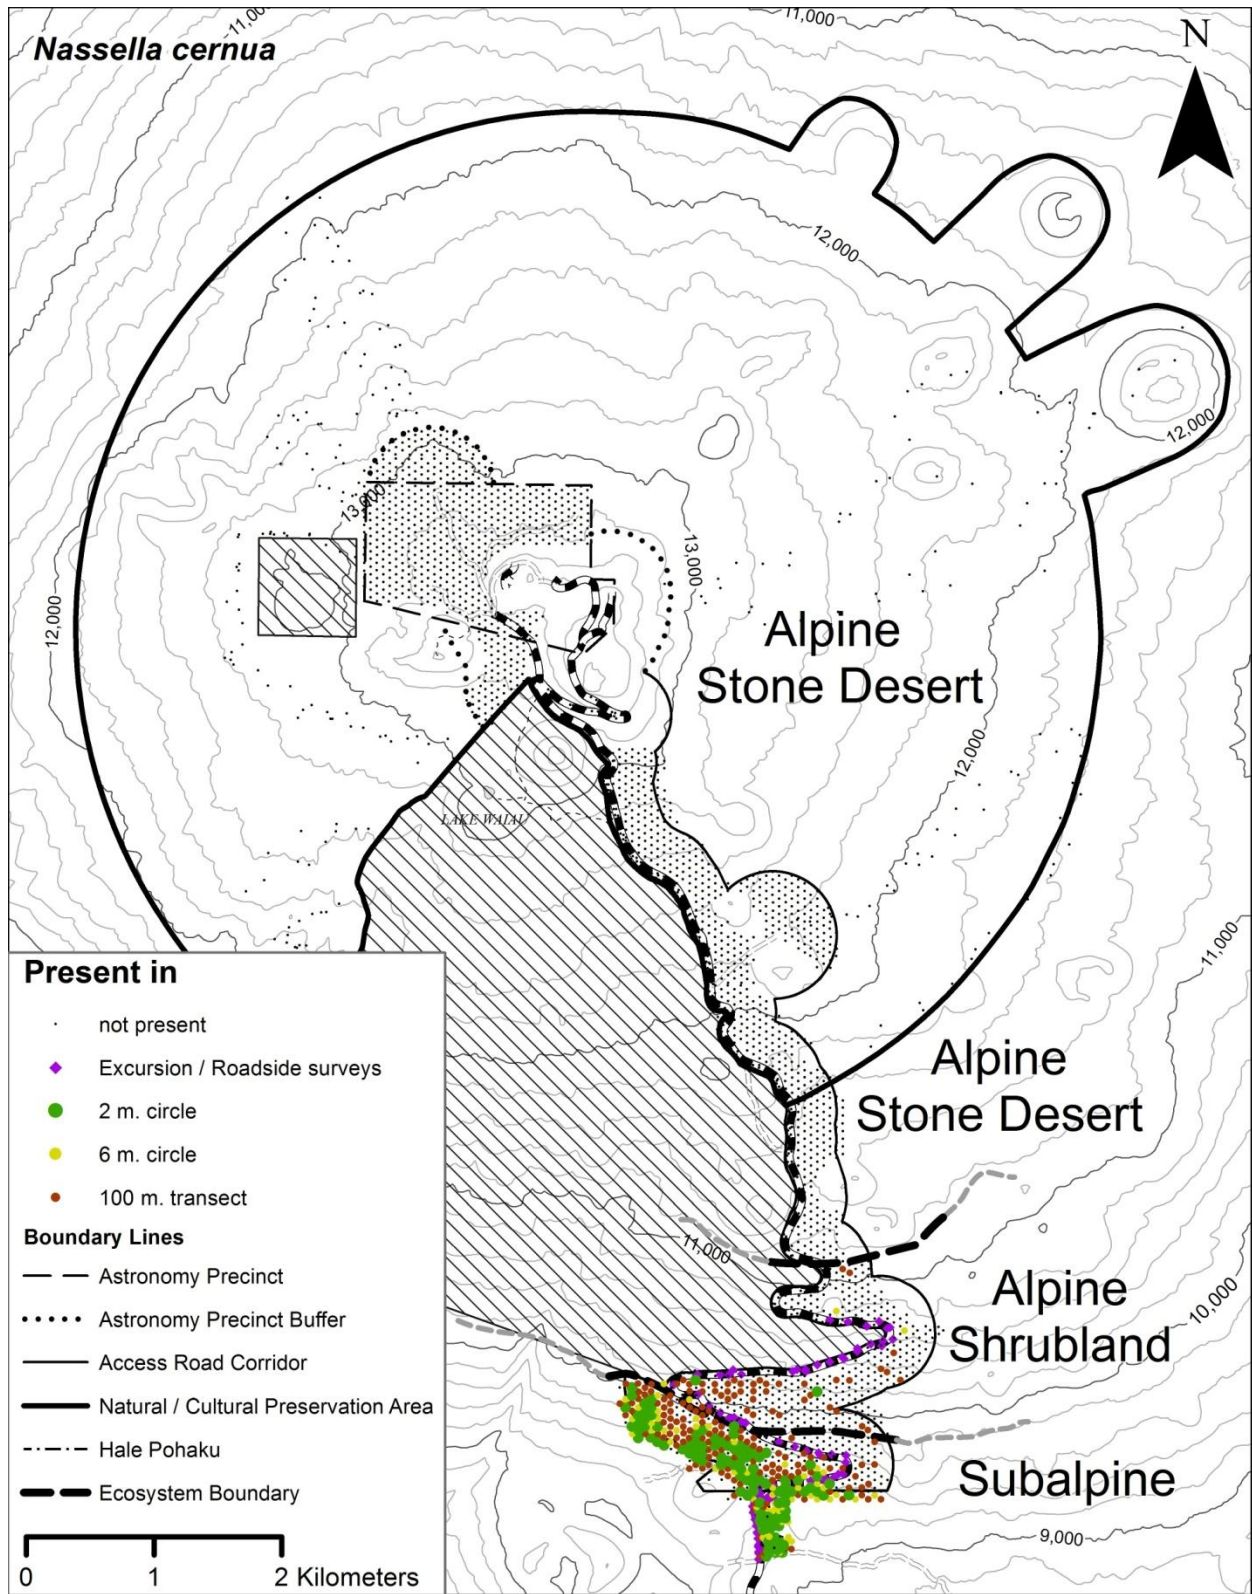 11,000
11,000
Nassella cernua
N
12,000
12,000
13,000
13,000
12,000
Alpine
Stone Desert
12,000
LAKE WAIAU
11,000
Present in
not present
Excursion / Roadside surveys
2 m. circle
6 m. circle
100 m. transect
Boundary Lines
Astronomy Precinct
Astronomy Precinct Buffer
Access Road Corridor
Natural / Cultural Preservation Area
Hale Pohaku
Ecosystem Boundary
0 1 2 Kilometers
Alpine
Stone Desert
11,000
Alpine
Shrubland
10,000
Subalpine
9,000